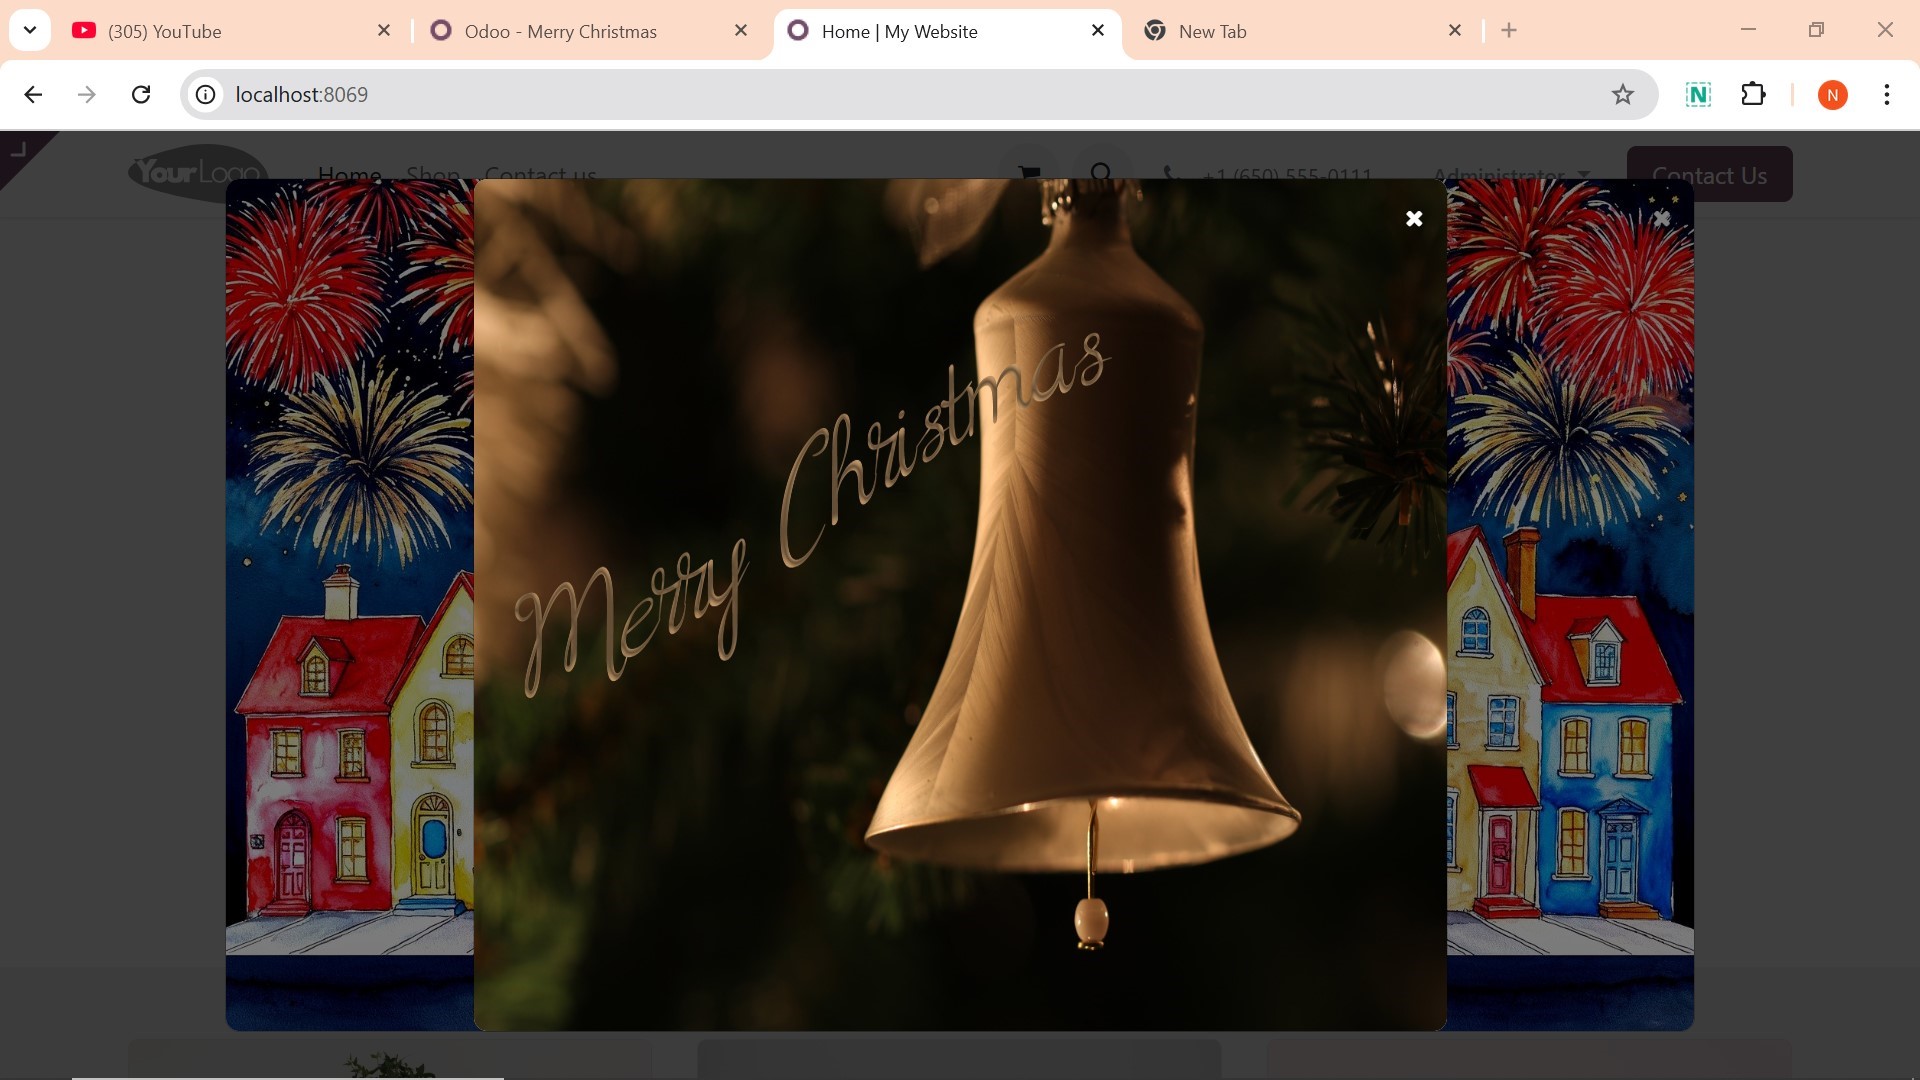 (305) YouTube
Odoo - Merry Christmas
Home | My Website
New Tab
localhost:8069
N
N
YourLogo
Home
Shop
Contact us
+1 (650) 555-0111
Administrator
Contact Us
Merry Christmas